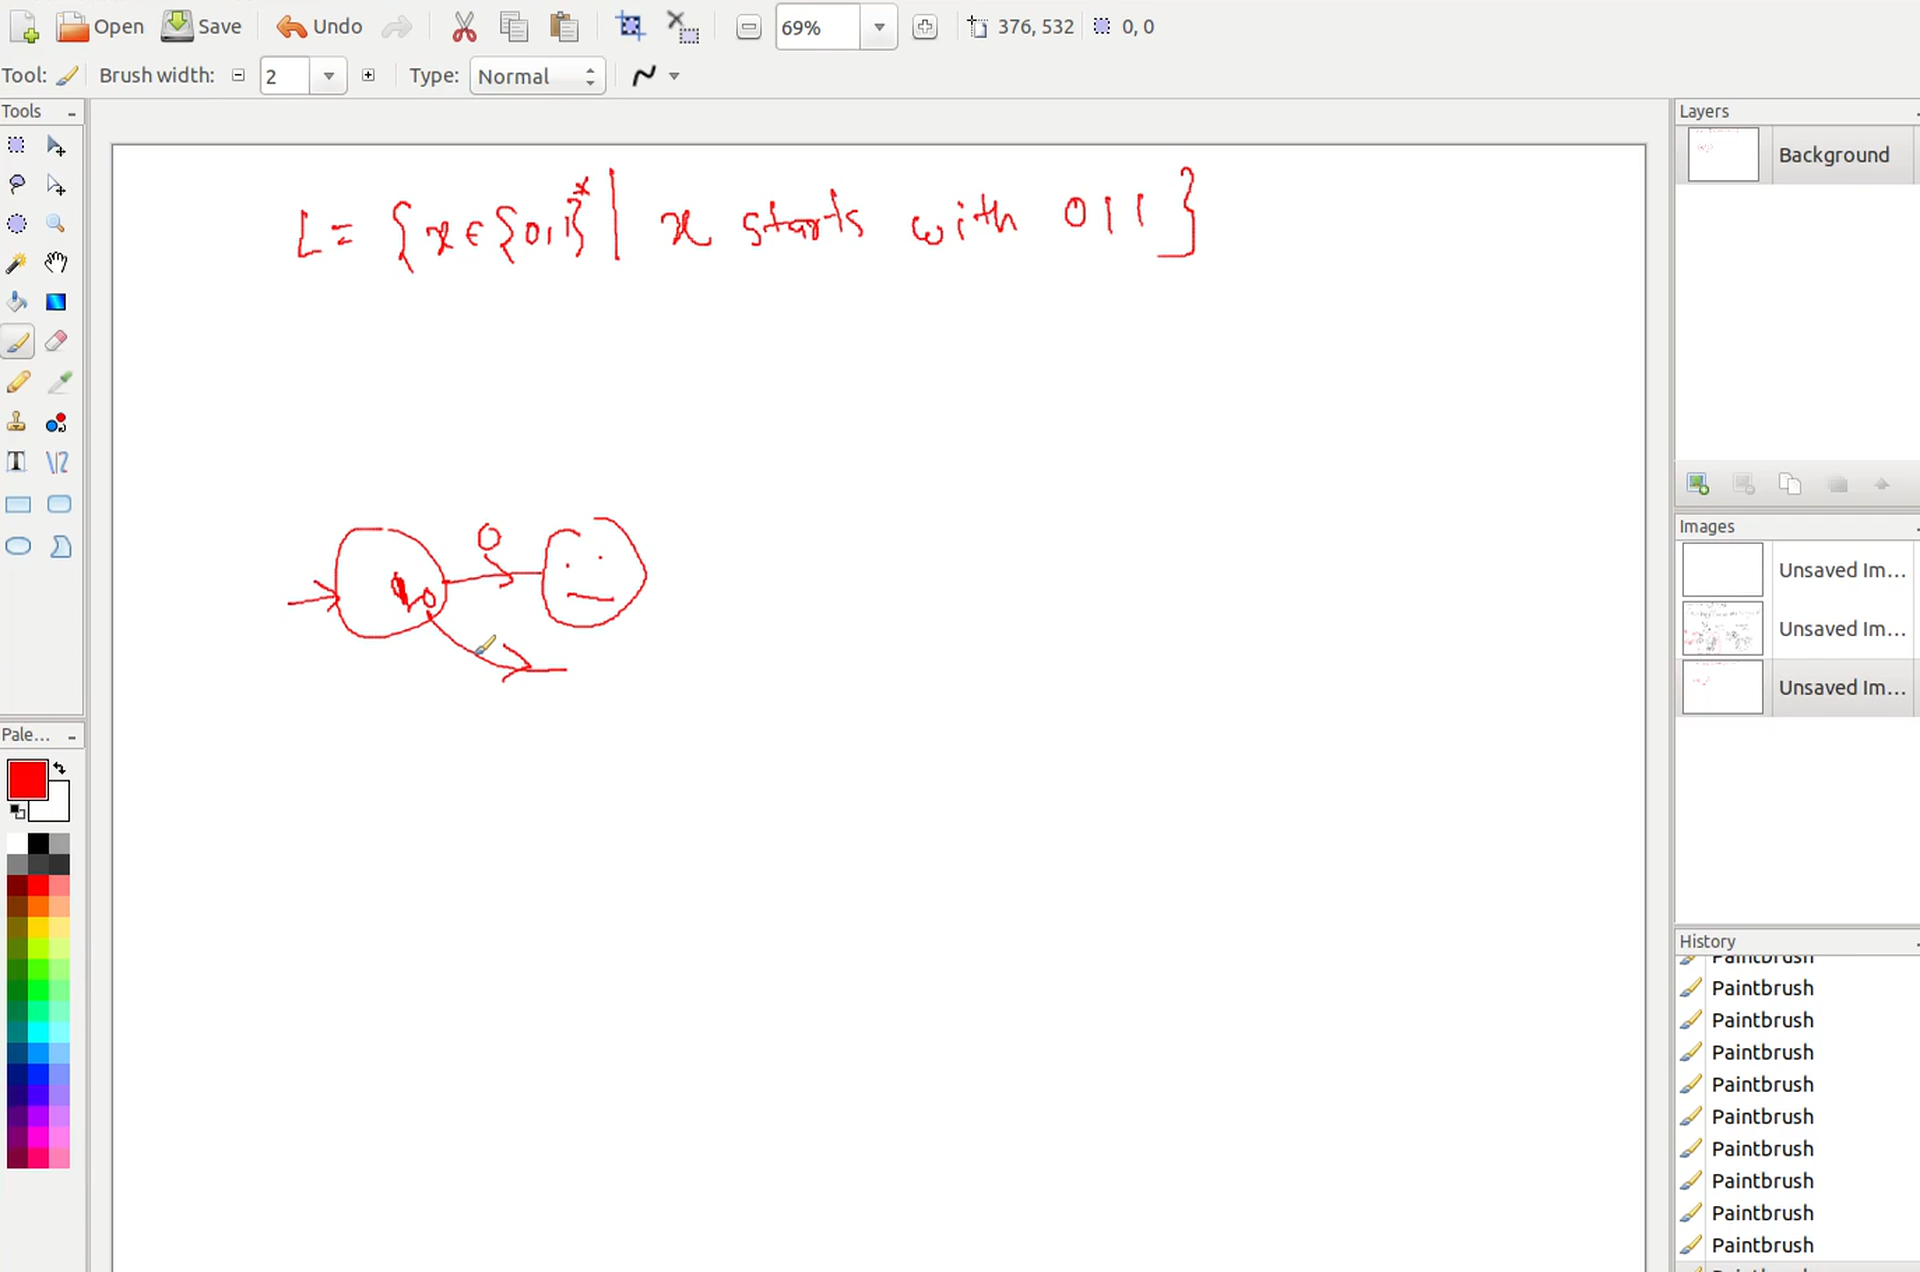 Open Save Undo 69% 376, 532 0, 0
Tool: Brush width: 2 Type: Normal
Tools
Layers
Background
L = {x ∈ {0,1}* | x starts with 011}
Images
Unsaved Im...
Unsaved Im...
Unsaved Im...
0
q0
Pale...
History
Paintbrush
Paintbrush
Paintbrush
Paintbrush
Paintbrush
Paintbrush
Paintbrush
Paintbrush
Paintbrush
Paintbrush